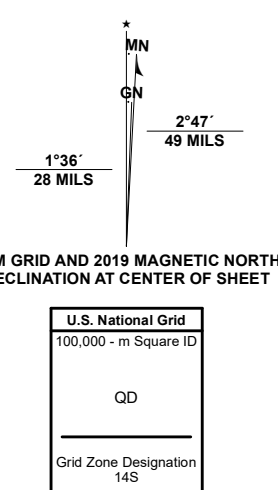 ★
MN
GN
2°47´
49 MILS
1°36´
28 MILS
M GRID AND 2019 MAGNETIC NORTH
ECLINATION AT CENTER OF SHEET
U.S. National Grid
100,000 - m Square ID
QD
Grid Zone Designation
14S